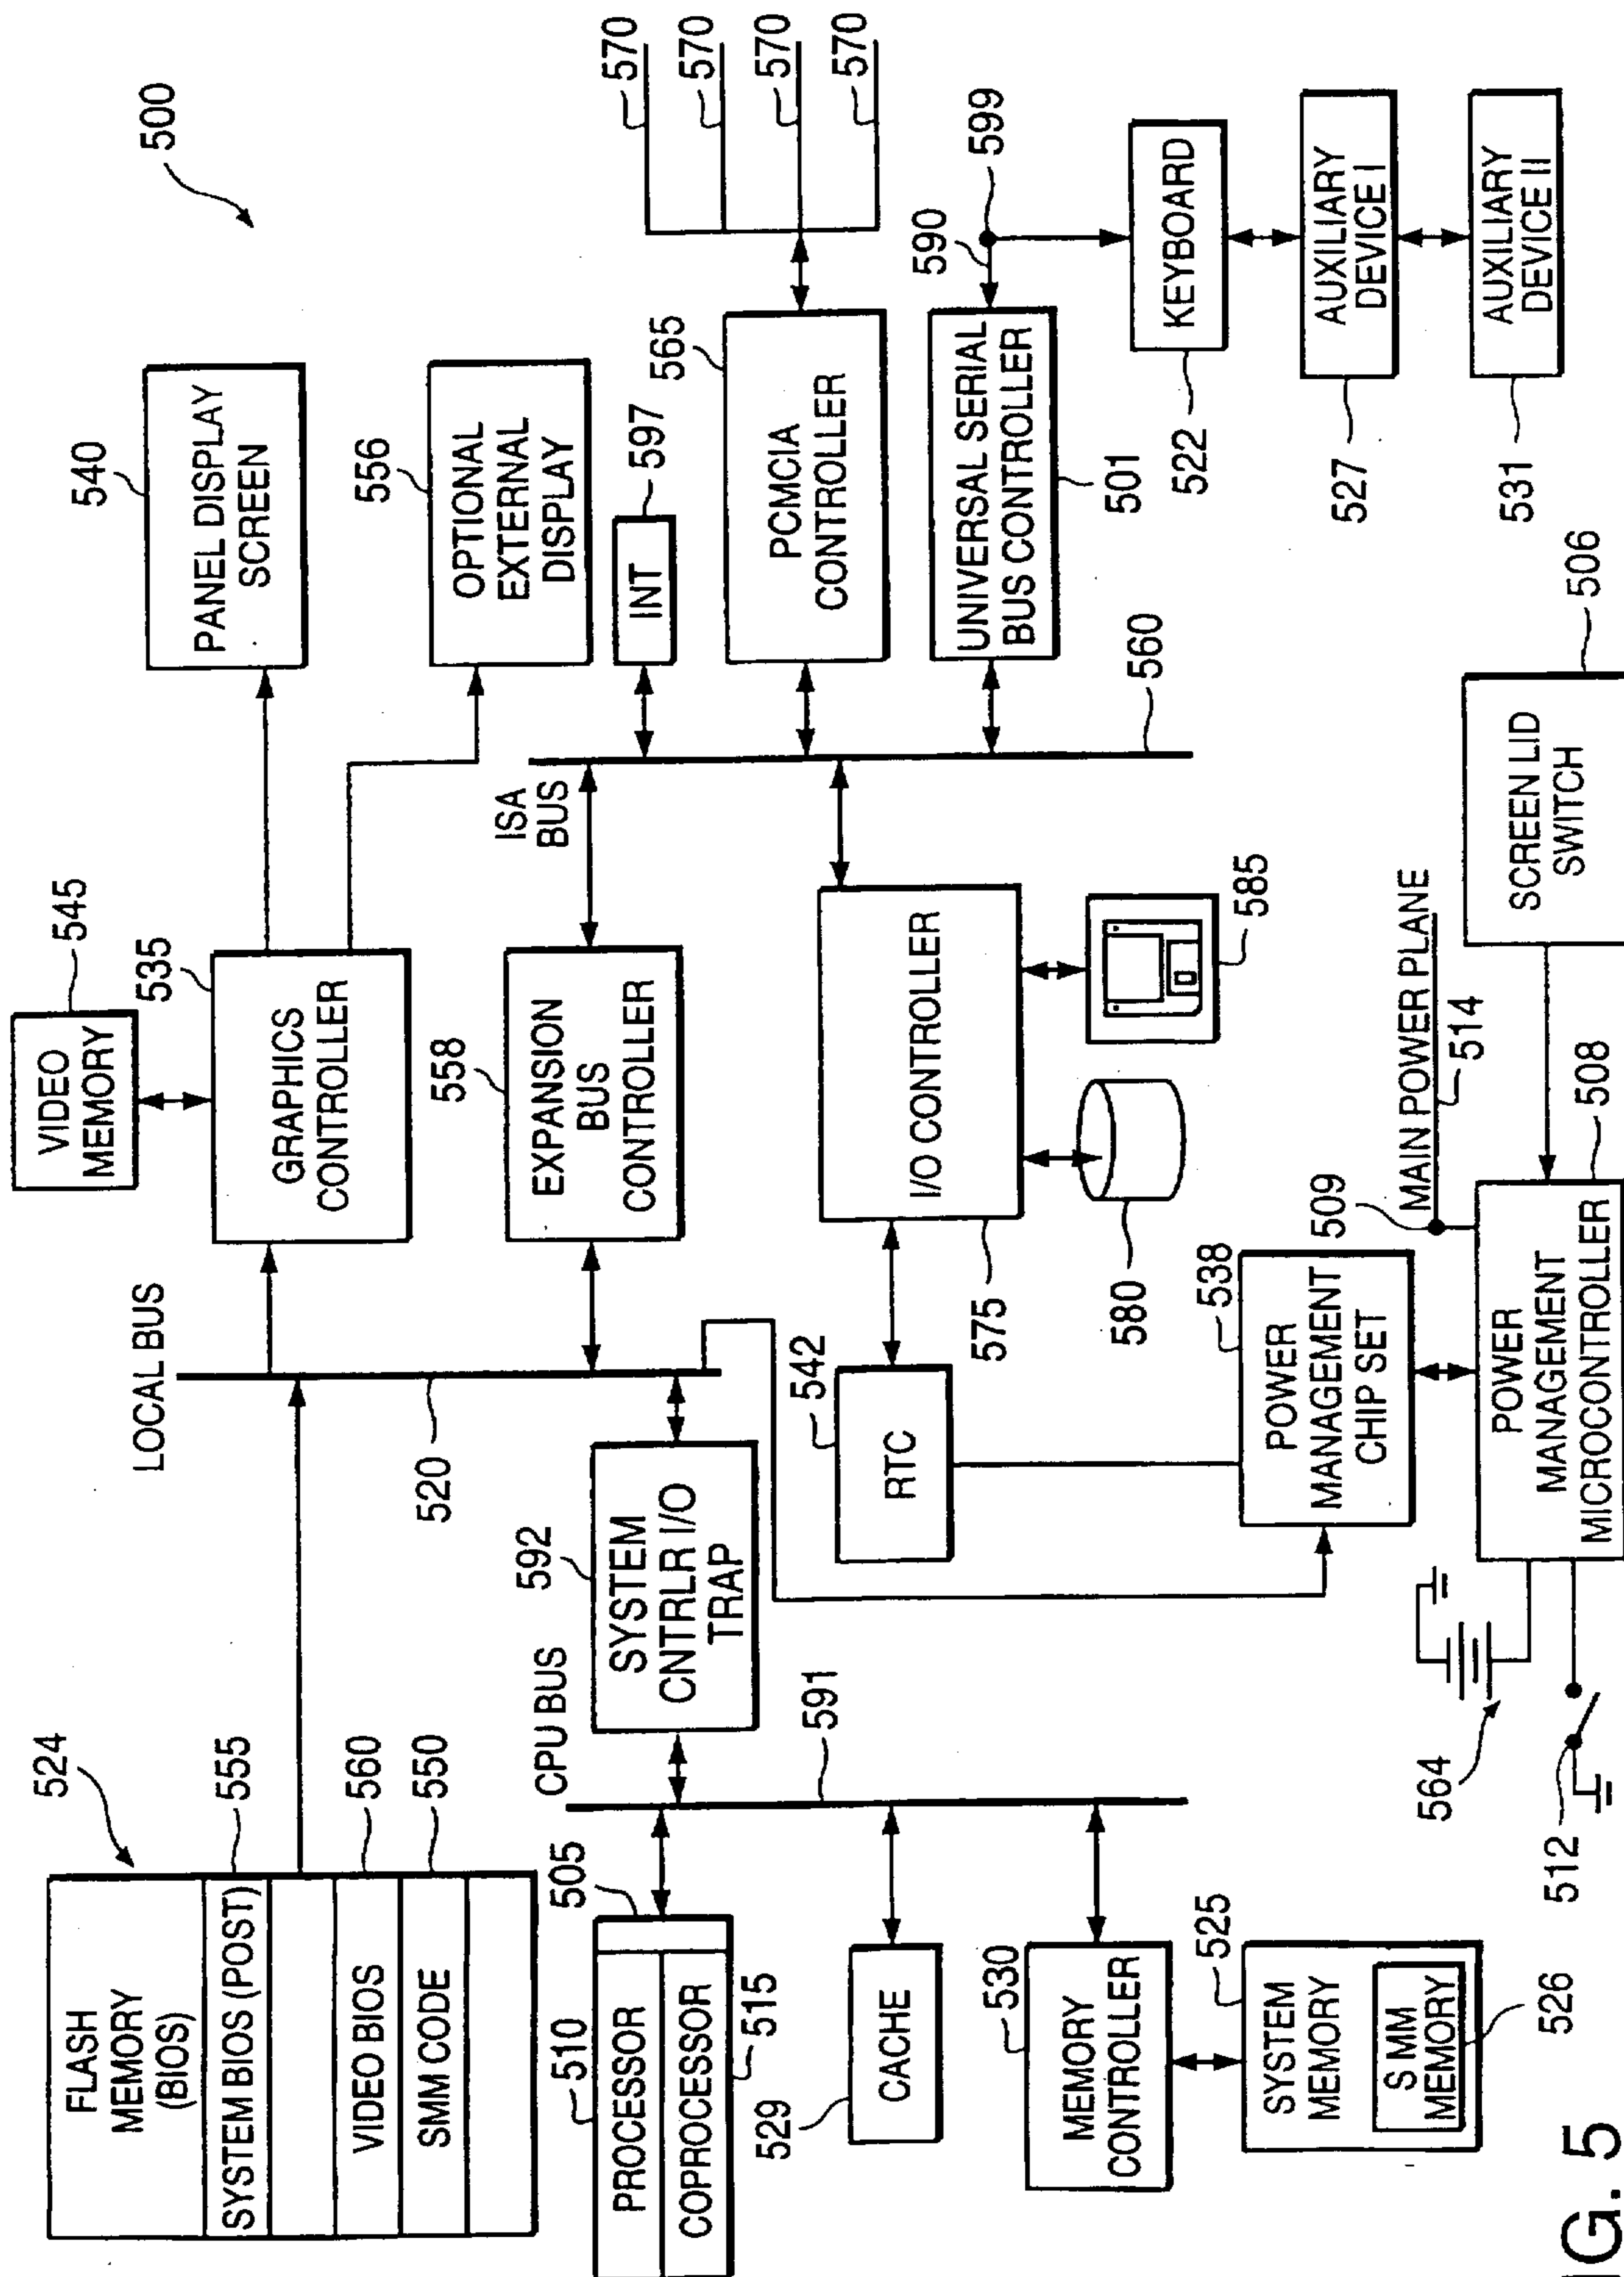 500
FLASH
MEMORY
(BIOS)
SYSTEM BIOS (POST)
VIDEO BIOS
SMM CODE
524
555
560
550
LOCAL BUS
520
VIDEO
MEMORY
545
GRAPHICS
CONTROLLER
535
PANEL DISPLAY
SCREEN
540
OPTIONAL
EXTERNAL
DISPLAY
556
PROCESSOR
COPROCESSOR
510
505
515
CPU BUS
591
SYSTEM
CNTRLR I/O
TRAP
592
EXPANSION
BUS
CONTROLLER
558
ISA
BUS
560
INT
597
PCMCIA
CONTROLLER
565
570
570
570
570
CACHE
529
MEMORY
CONTROLLER
530
SYSTEM
MEMORY
525
S MM
MEMORY
526
RTC
542
I/O CONTROLLER
575
580
585
UNIVERSAL SERIAL
BUS CONTROLLER
501
590
599
KEYBOARD
522
AUXILIARY
DEVICE I
527
AUXILIARY
DEVICE II
531
POWER
MANAGEMENT
CHIP SET
538
POWER
MANAGEMENT
MICROCONTROLLER
508
509
MAIN POWER PLANE
514
SCREEN LID
SWITCH
506
564
512
G. 5